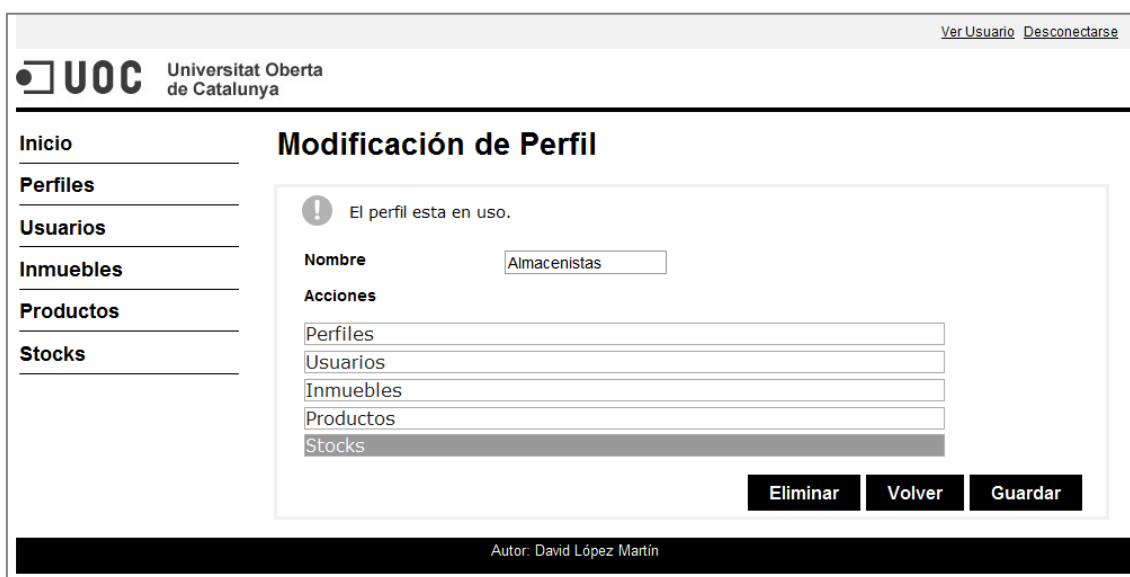 Ver Usuario Desconectarse
UOC Universitat Oberta
de Catalunya
Inicio
Perfiles
Usuarios
Inmuebles
Productos
Stocks
Modificación de Perfil
! El perfil esta en uso.
Nombre Almacenistas
Acciones
Perfiles
Usuarios
Inmuebles
Productos
Stocks
Eliminar Volver Guardar
Autor: David López Martín